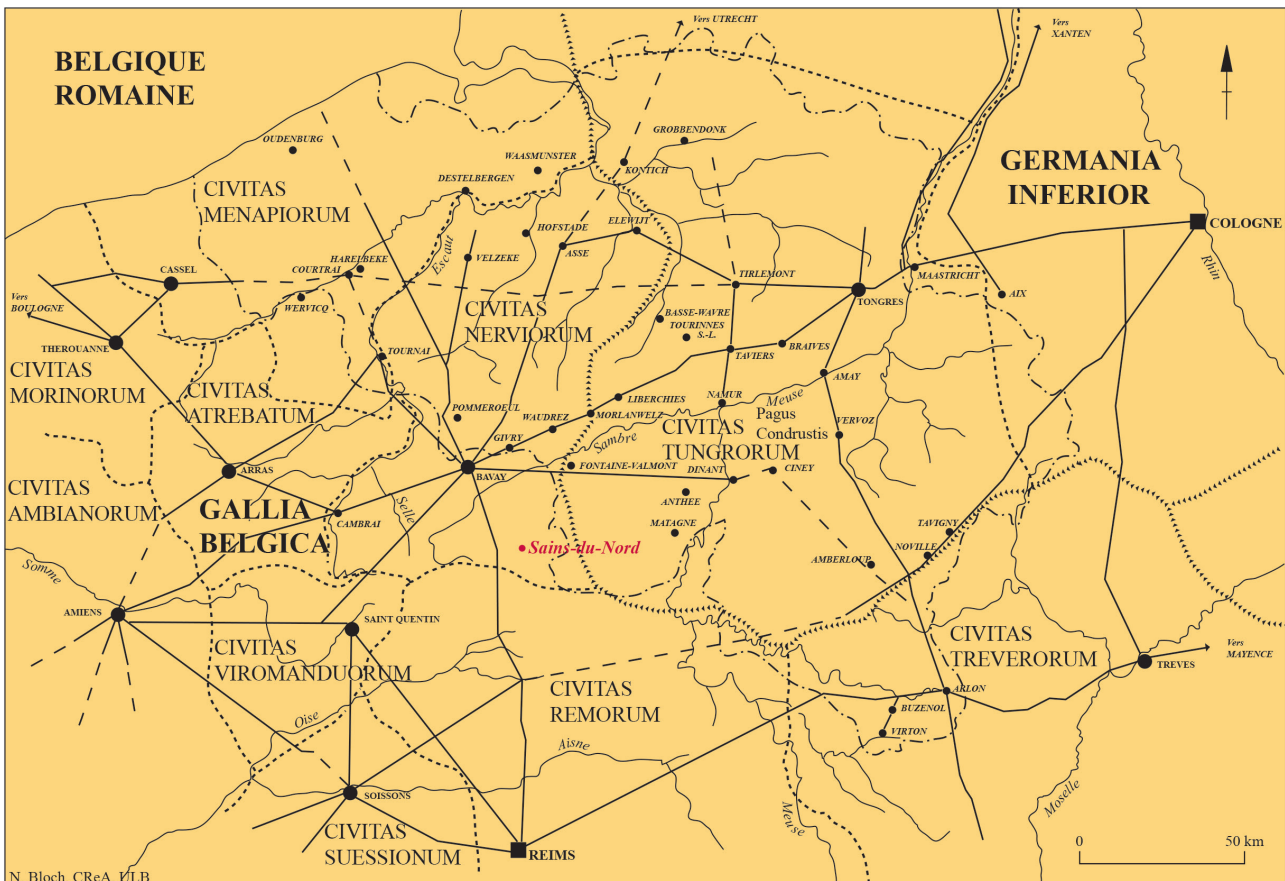 BELGIQUE
ROMAINE
Vers UTRECHT
Vers
XANTEN
OUDENBURG
WAASMUNSTER
GROBBENDONK
KONTICH
DESTELBERGEN
CIVITAS
MENAPIORUM
GERMANIA
INFERIOR
HOFSTADE
ELEWIJT
ASSE
COLOGNE
Rhin
HARELBEKE
COURTRAI
CASSEL
Escaut
VELZEKE
TIRLEMONT
MAASTRICHT
TONGRES
AIX
Vers
BOULOGNE
WERVICQ
CIVITAS
NERVIORUM
BASSE-WAVRE
TOURINNES
S.-L.
THEROUANNE
TOURNAI
TAVIERS
BRAIVES
CIVITAS
MORINORUM
CIVITAS
ATREBATUM
AMAY
LIBERCHIES
NAMUR
Meuse
POMMEROEUL
WAUDREZ
MORLANWELZ
Pagus
Condrustis
VERVOZ
GIVRY
Sambre
CIVITAS
TUNGRORUM
ARRAS
BAVAY
FONTAINE-VALMONT
DINANT
CINEY
ANTHEE
CIVITAS
AMBIANORUM
GALLIA
BELGICA
CAMBRAI
Selle
MATAGNE
TAVIGNY
NOVILLE
Sains-du-Nord
AMBERLOUP
Somme
AMIENS
SAINT QUENTIN
CIVITAS
VIROMANDUORUM
CIVITAS
TREVERORUM
Vers
MAYENCE
TREVES
CIVITAS
REMORUM
ARLON
BUZENOL
VIRTON
Oise
Aisne
SOISSONS
Meuse
Moselle
CIVITAS
SUESSIONUM
REIMS
0
50 km
N. Bloch, CReA, ULB